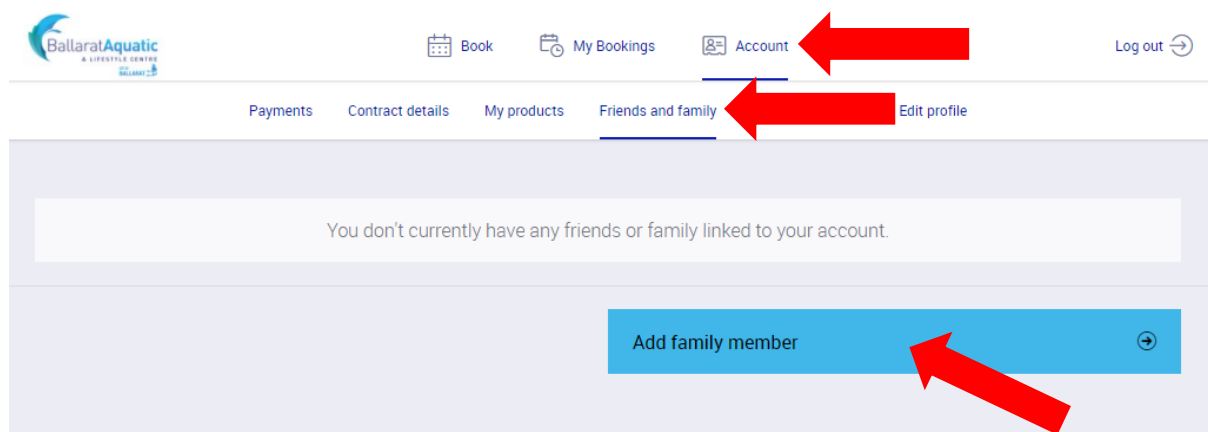 BallaratAquatic
A LIFESTYLE CENTRE
Book
My Bookings
Account
Log out
Payments
Contract details
My products
Friends and family
Edit profile
You don't currently have any friends or family linked to your account.
Add family member